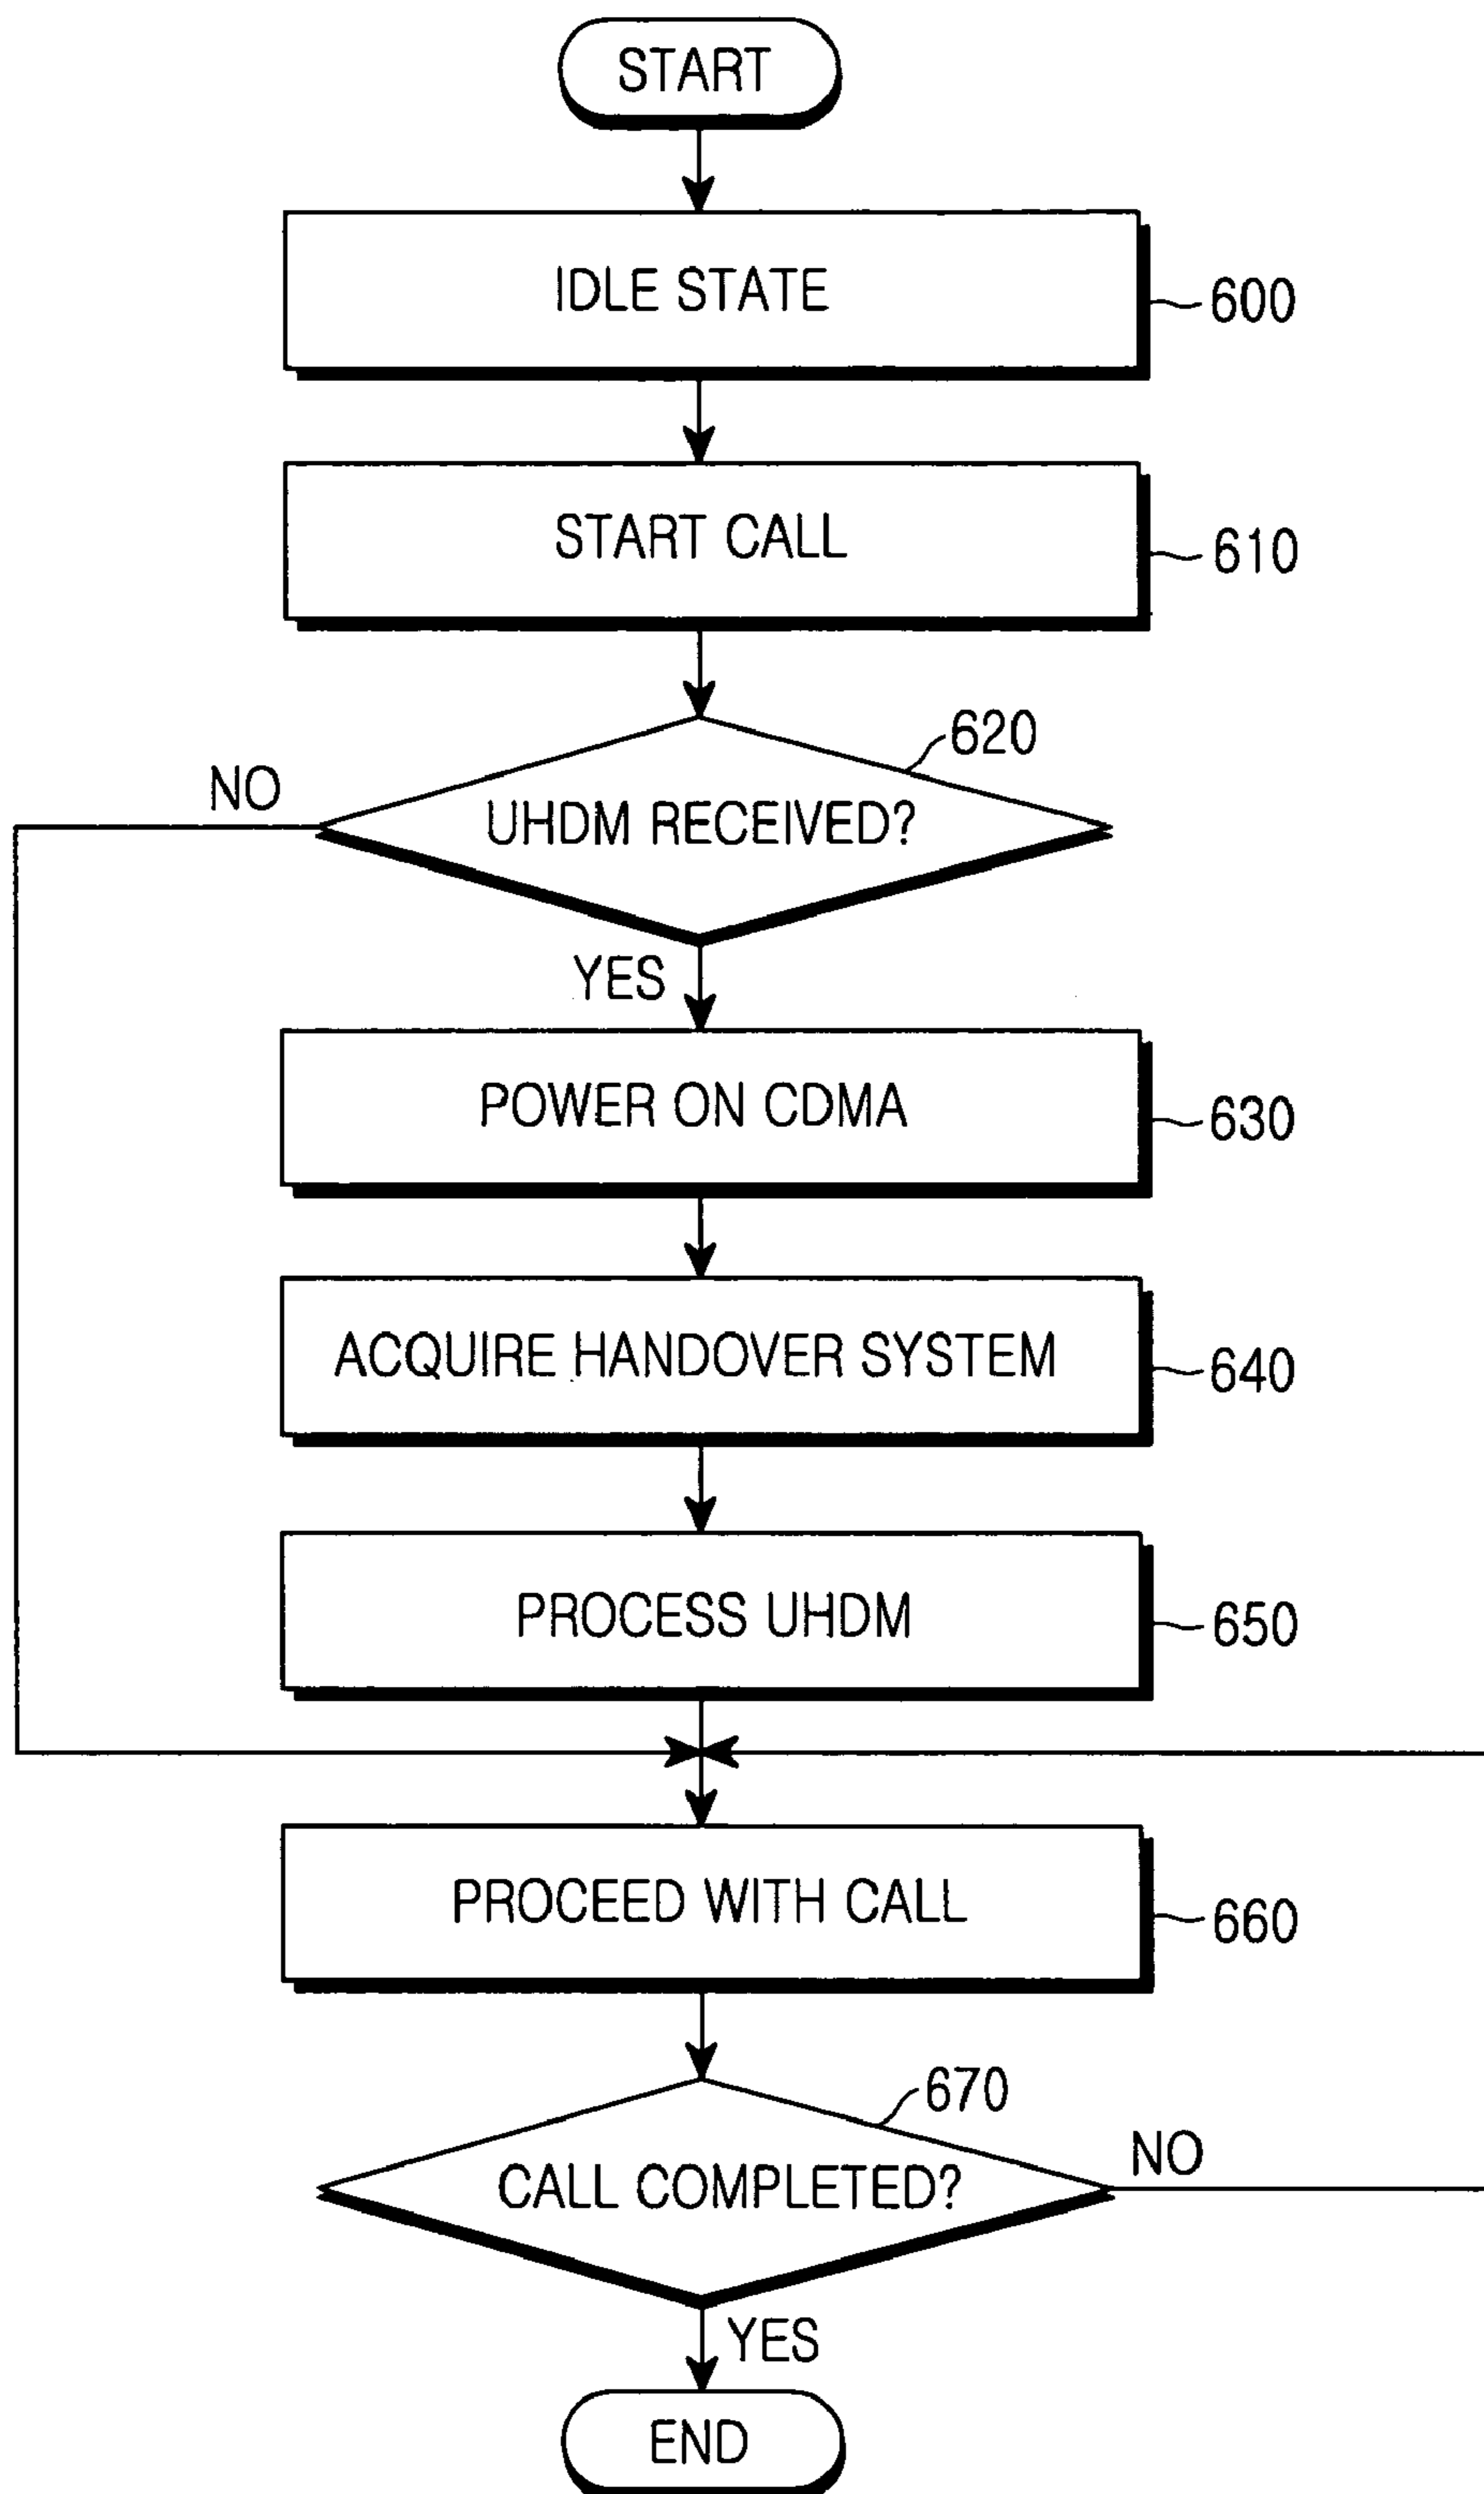 START
IDLE STATE
600
START CALL
610
620
NO
UHDM RECEIVED?
YES
POWER ON CDMA
630
ACQUIRE HANDOVER SYSTEM
640
PROCESS UHDM
650
PROCEED WITH CALL
660
670
NO
CALL COMPLETED?
YES
END